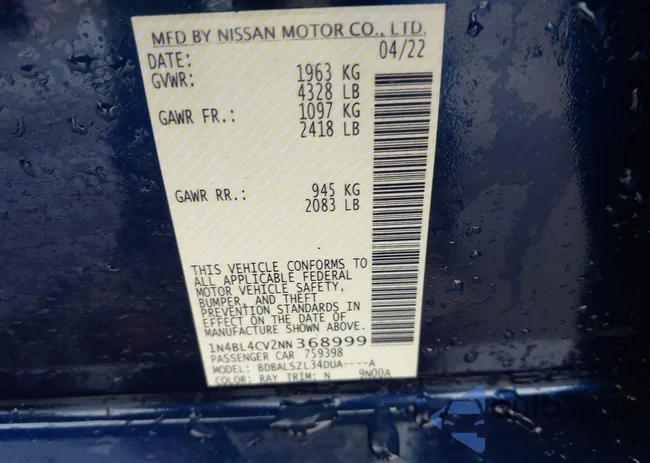 MFD BY NISSAN MOTOR CO., LTD.
DATE: 04/22
GVWR: 1963 KG
4328 LB
GAWR FR.: 1097 KG
2418 LB
GAWR RR.: 945 KG
2083 LB
THIS VEHICLE CONFORMS TO
ALL APPLICABLE FEDERAL
MOTOR VEHICLE SAFETY,
BUMPER, AND THEFT
PREVENTION STANDARDS IN
EFFECT ON THE DATE OF
MANUFACTURE SHOWN ABOVE.
1N4BL4CV2NN 368999
PASSENGER CAR 759398
MODEL: BDBALSZL34DUA----A
COLOR: RAY TRIM: N 9N00A